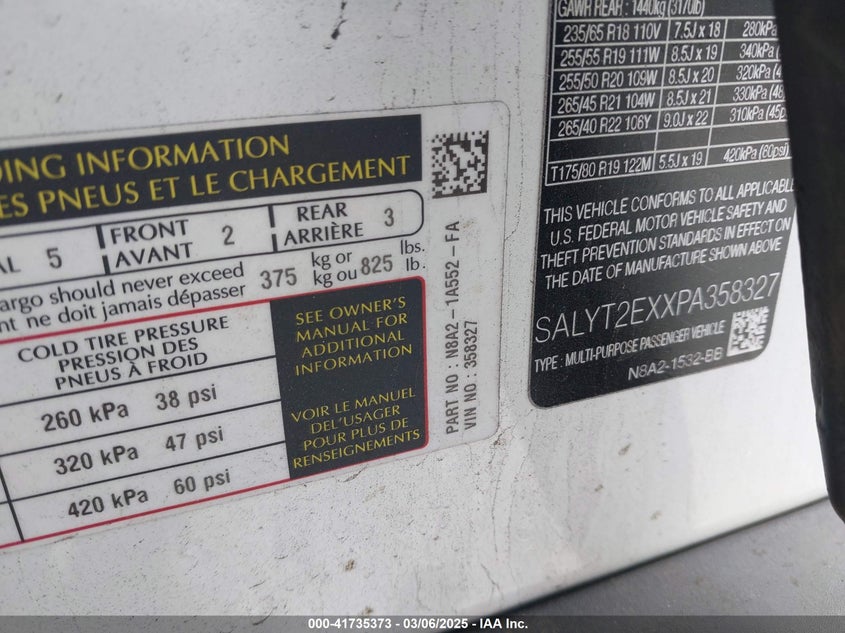 DING INFORMATION
ES PNEUS ET LE CHARGEMENT
AL 5
FRONT
AVANT 2
REAR
ARRIÈRE 3
argo should never exceed
nt ne doit jamais dépasser
375 kg or
kg ou 825 lbs.
lb.
COLD TIRE PRESSURE
PRESSION DES
PNEUS À FROID
260 kPa 38 psi
320 kPa 47 psi
420 kPa 60 psi
SEE OWNER'S
MANUAL FOR
ADDITIONAL
INFORMATION
VOIR LE MANUEL
DEL'USAGER
POUR PLUS DE
RENSEIGNEMENTS
PART NO : N8A2-1A552-FA
VIN NO : 358327
GAWR REAR : 1440kg (3170lb)
235/65 R18 110V 7.5J x 18 280kPa
255/55 R19 111W 8.5J x 19 340kPa (
255/50 R20 109W 8.5J x 20 320kPa (4
265/45 R21 104W 8.5J x 21 330kPa (48
265/40 R22 106Y 9.0J x 22 310kPa (45p
T175/80 R19 122M 5.5J x 19 420kPa (60psi)
THIS VEHICLE CONFORMS TO ALL APPLICABLE
U.S. FEDERAL MOTOR VEHICLE SAFETY AND
THEFT PREVENTION STANDARDS IN EFFECT ON
DATE OF MANUFACTURE SHOWN ABOVE
SALYT2EXXPA358327
TYPE : MULTI-PURPOSE PASSENGER VEHICLE
N8A2-1532-BB
000-41735373 - 03/06/2025 - IAA Inc.